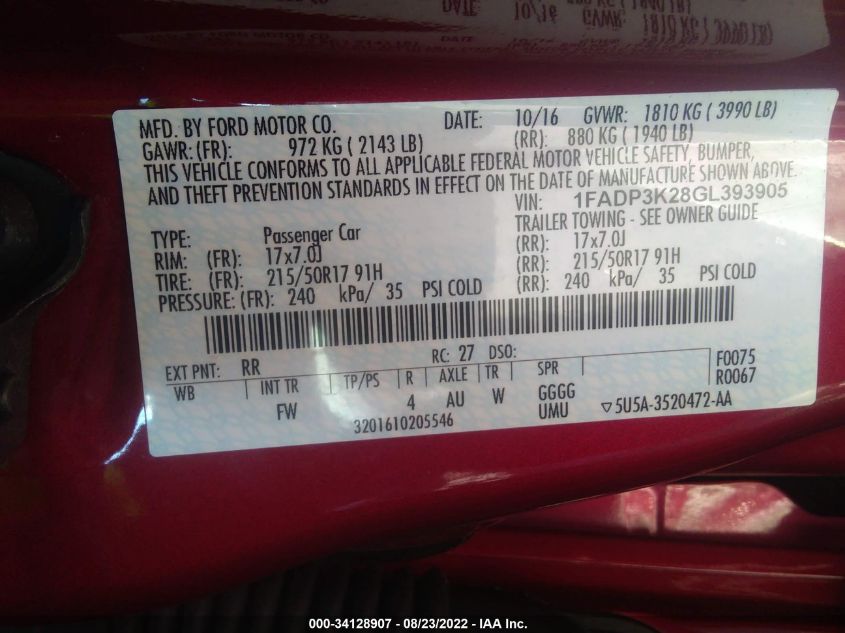 MFD. BY FORD MOTOR CO. DATE: 10/16 GVWR: 1810 KG ( 3990 LB)
GAWR: (FR): 972 KG ( 2143 LB) (RR): 880 KG ( 1940 LB)
THIS VEHICLE CONFORMS TO ALL APPLICABLE FEDERAL MOTOR VEHICLE SAFETY, BUMPER,
AND THEFT PREVENTION STANDARDS IN EFFECT ON THE DATE OF MANUFACTURE SHOWN ABOVE.
VIN: 1FADP3K28GL393905
TRAILER TOWING - SEE OWNER GUIDE
TYPE: Passenger Car
RIM: (FR): 17x7.0J (RR): 17x7.0J
TIRE: (FR): 215/50R17 91H (RR): 215/50R17 91H
PRESSURE: (FR): 240 kPa/ 35 PSI COLD (RR): 240 kPa/ 35 PSI COLD
EXT PNT: RR RC: 27 DSO: F0075
WB INT TR TP/PS R AXLE TR SPR R0067
FW 4 AU W GGGG
UMU ▽5U5A-3520472-AA
3201610205546
000-34128907 - 08/23/2022 - IAA Inc.